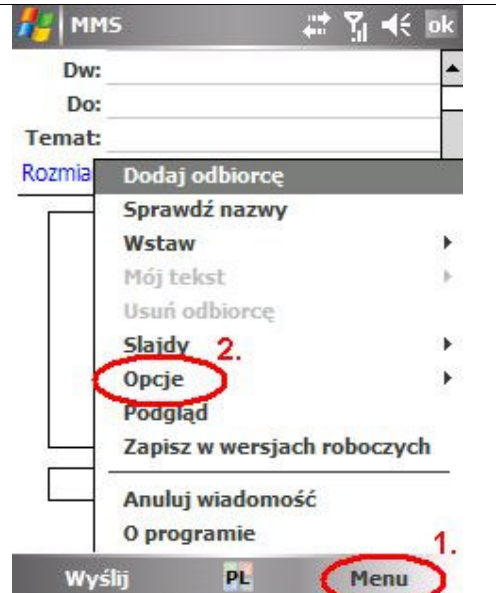 MMS ok
Dw:
Do:
Temat:
Rozmia
Dodaj odbiorcę
Sprawdź nazwy
Wstaw
Mój tekst
Usuń odbiorcę
Slajdy 2.
Opcje
Podgląd
Zapisz w wersjach roboczych
Anuluj wiadomość
O programie
1.
Wyślij PL Menu